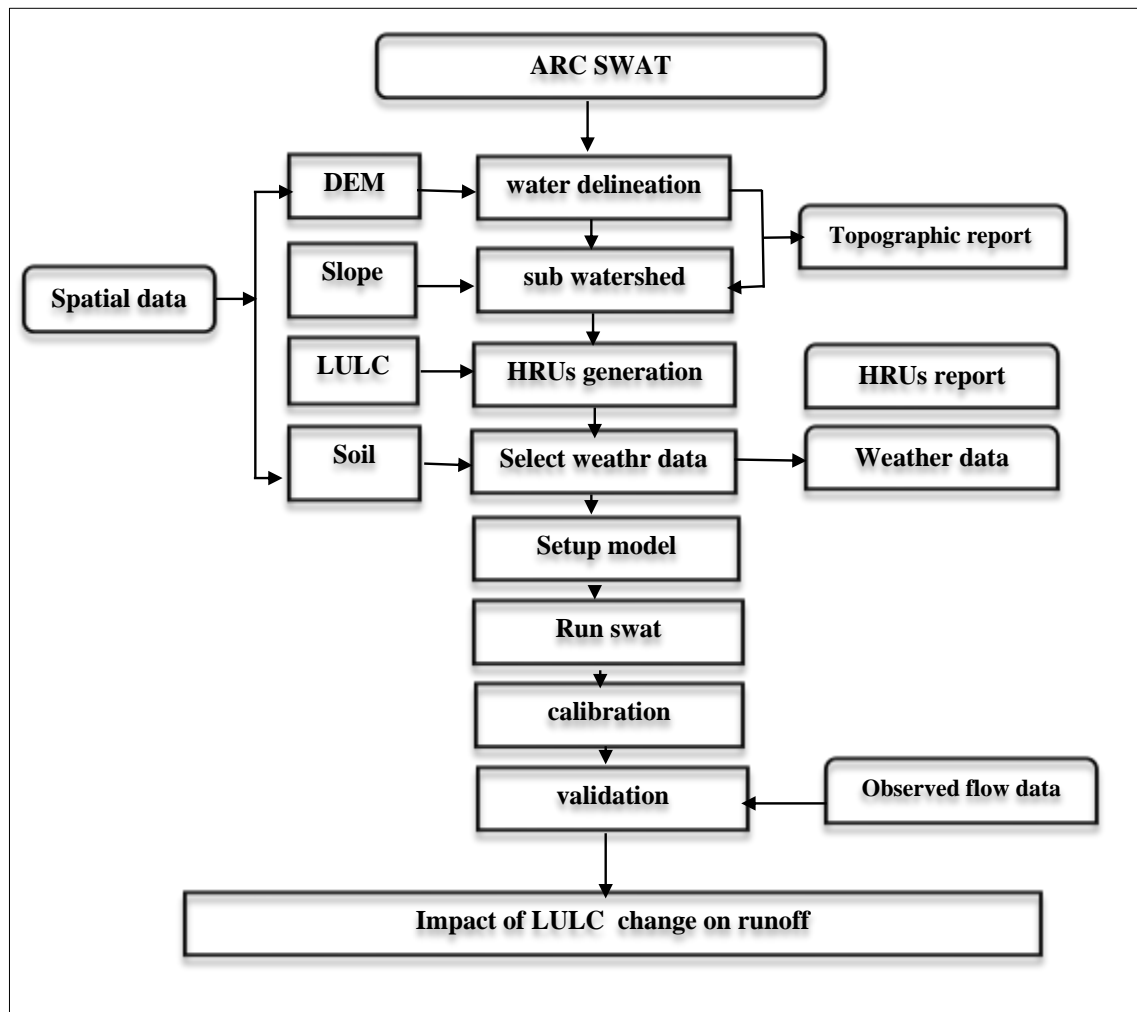 ARC SWAT
DEM
water delineation
Topographic report
Slope
sub watershed
Spatial data
LULC
HRUs generation
HRUs report
Soil
Select weathr data
Weather data
Setup model
Run swat
calibration
validation
Observed flow data
Impact of LULC change on runoff